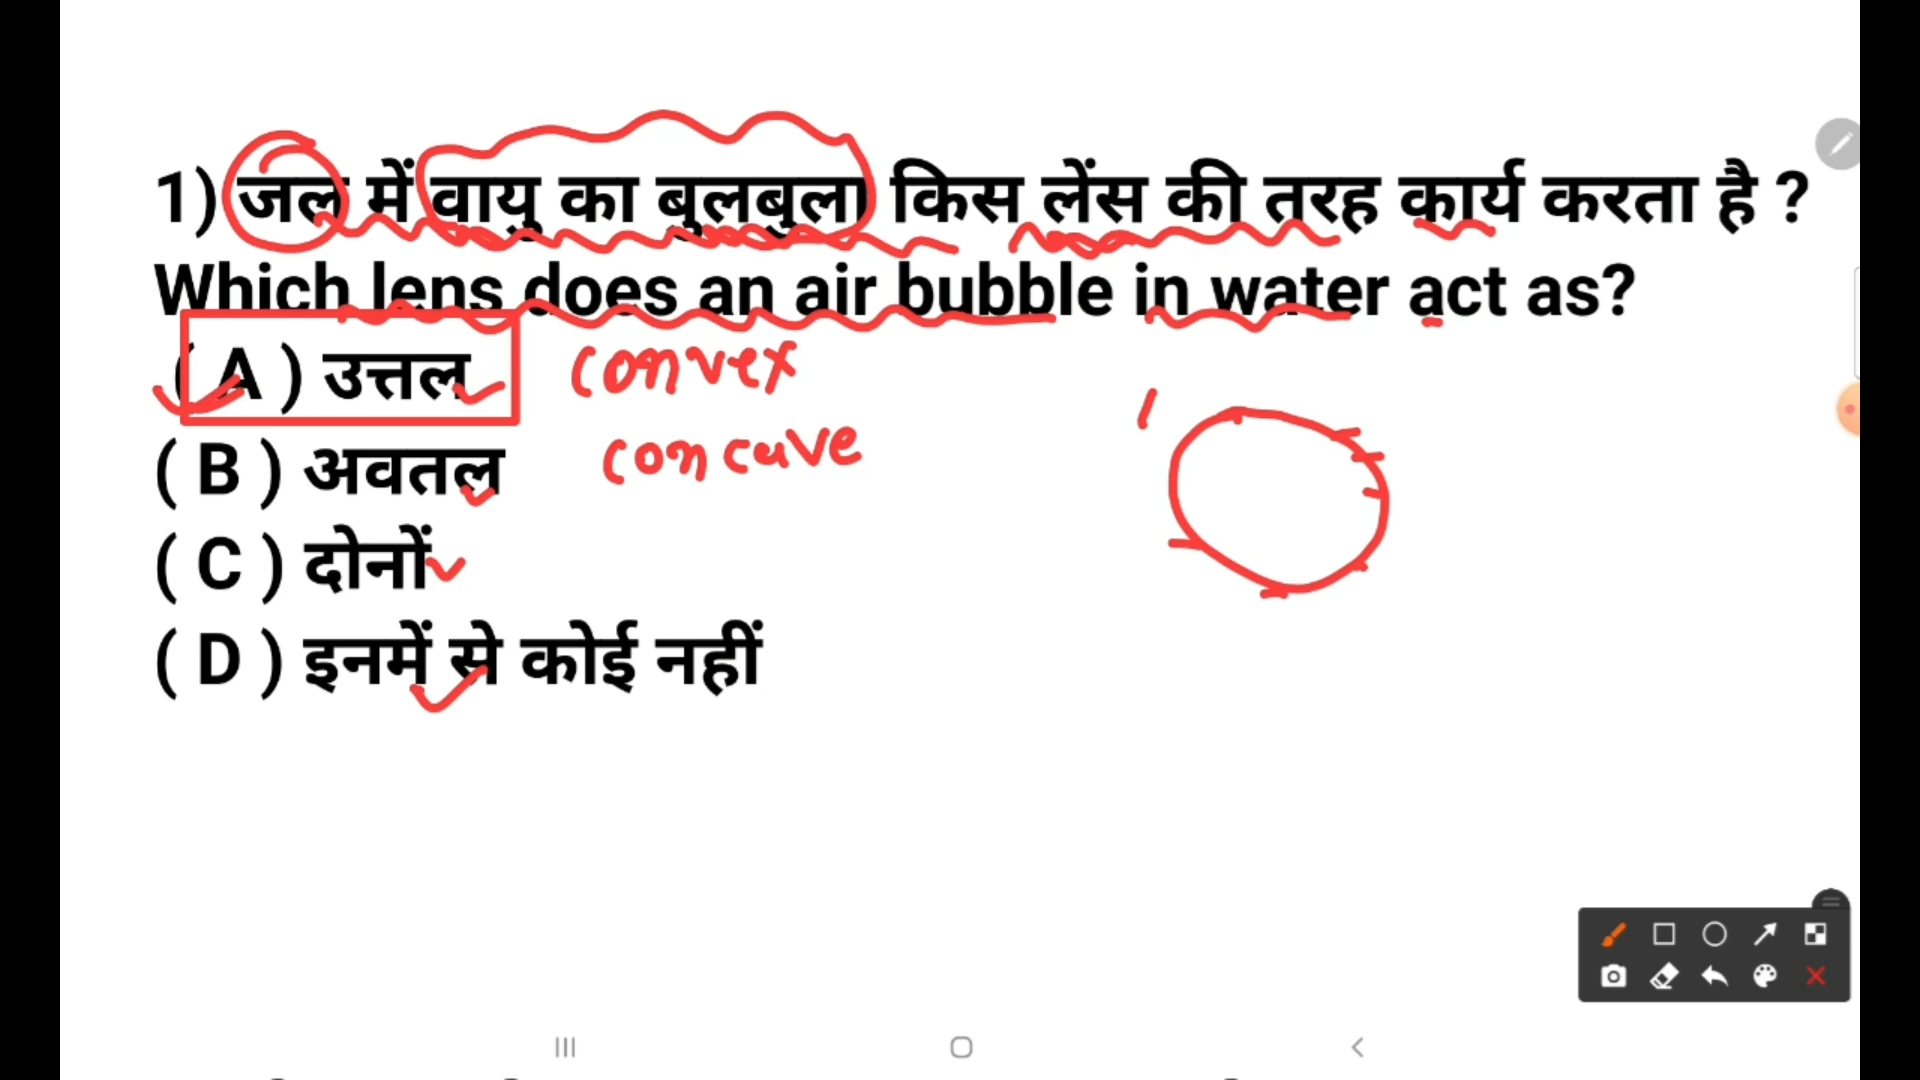 1) जल में वायु का बुलबुला किस लेंस की तरह कार्य करता है ?
Which lens does an air bubble in water act as?
( A ) उत्तल convex
( B ) अवतल concave
( C ) दोनों
( D ) इनमें से कोई नहीं